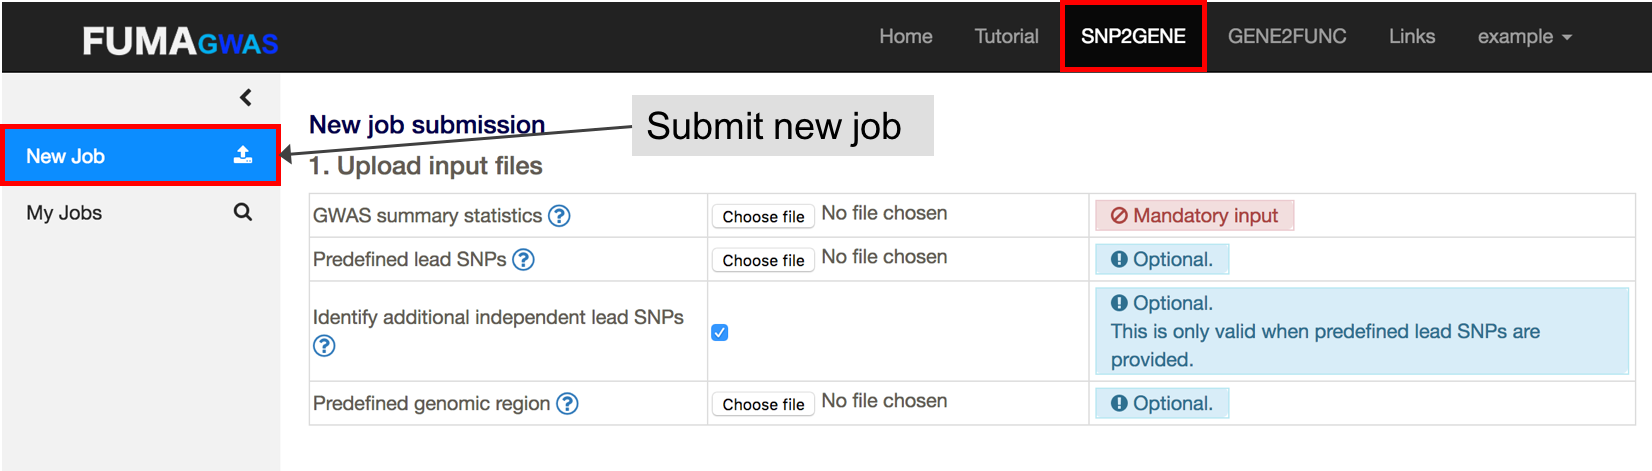 FUMAGWAS Home Tutorial SNP2GENE GENE2FUNC Links example
New Job
My Jobs
Submit new job
New job submission
1. Upload input files
GWAS summary statistics ? Choose file No file chosen Mandatory input
Predefined lead SNPs ? Choose file No file chosen Optional.
Identify additional independent lead SNPs
?
Optional.
This is only valid when predefined lead SNPs are
provided.
Predefined genomic region ? Choose file No file chosen Optional.